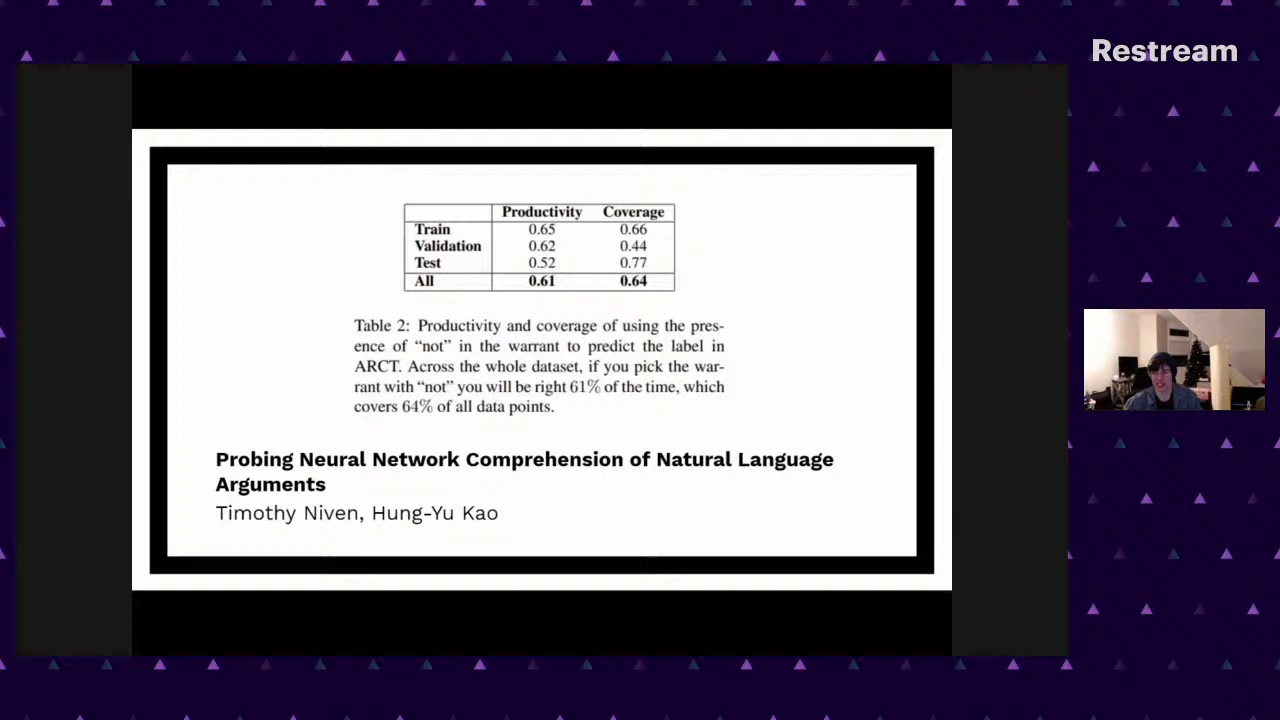 Restream
Productivity Coverage
Train 0.65 0.66
Validation 0.62 0.44
Test 0.52 0.77
All 0.61 0.64
Table 2: Productivity and coverage of using the pres-
ence of “not” in the warrant to predict the label in
ARCT. Across the whole dataset, if you pick the war-
rant with “not” you will be right 61% of the time, which
covers 64% of all data points.
Probing Neural Network Comprehension of Natural Language
Arguments
Timothy Niven, Hung-Yu Kao